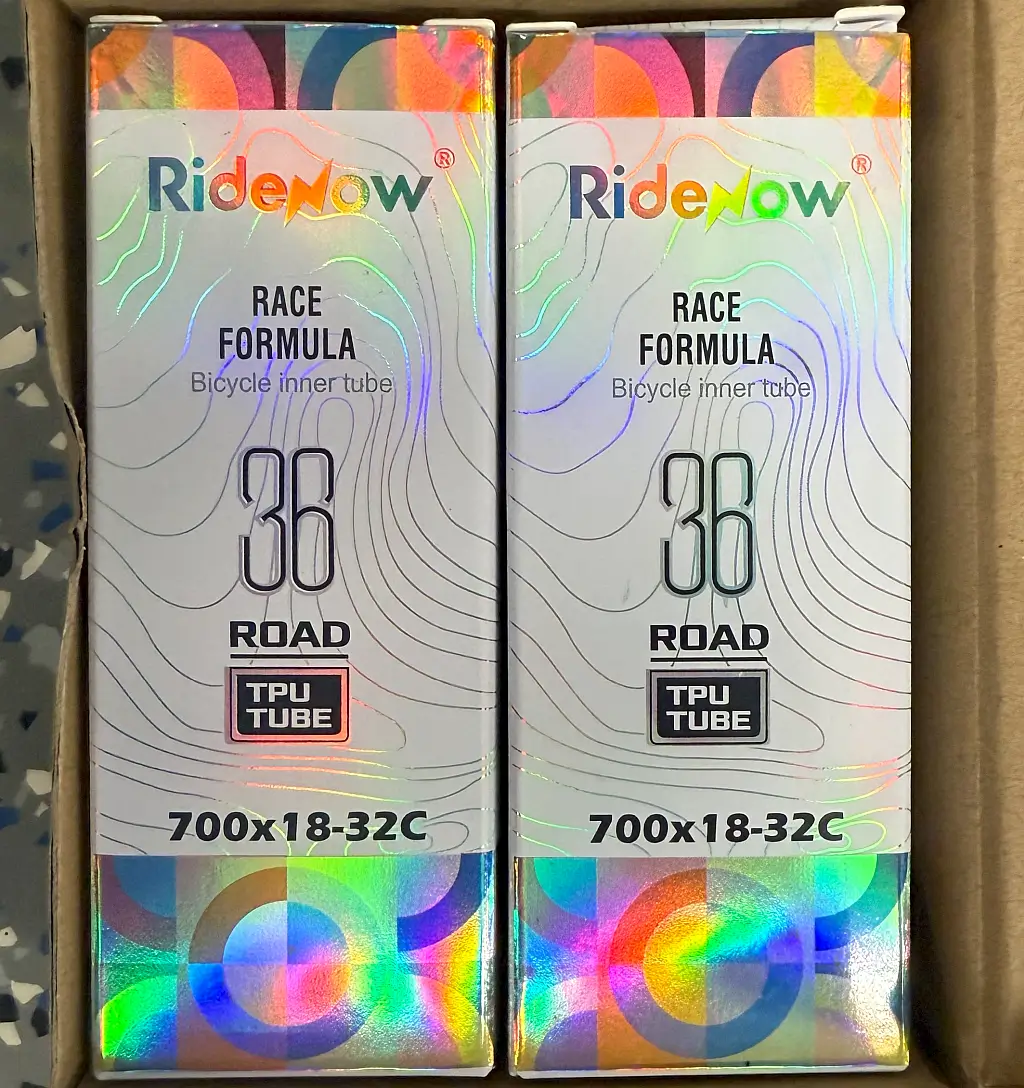 RideNow®
RACE
FORMULA
Bicycle inner tube
36
ROAD
TPU
TUBE
700x18-32C
RideNow®
RACE
FORMULA
Bicycle inner tube
36
ROAD
TPU
TUBE
700x18-32C